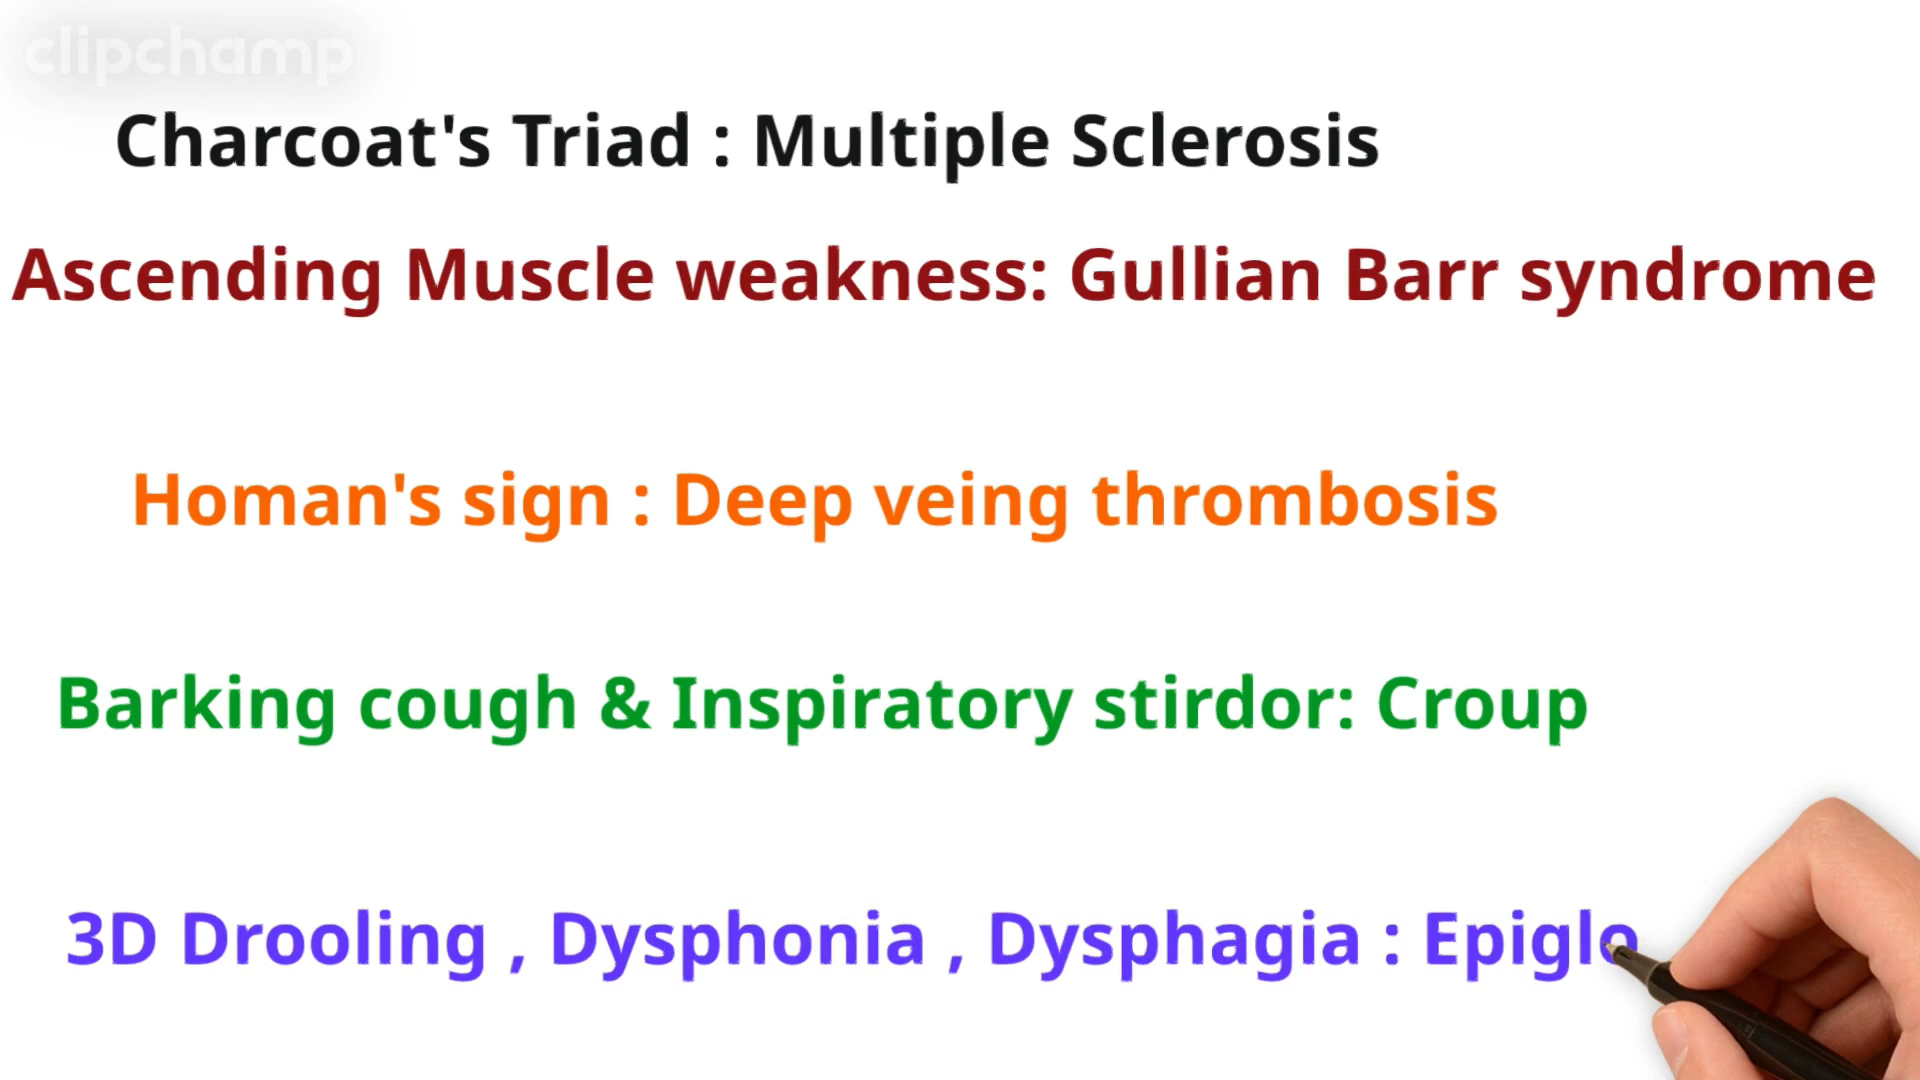 clipchamp
Charcoat's Triad : Multiple Sclerosis
Ascending Muscle weakness: Gullian Barr syndrome
Homan's sign : Deep veing thrombosis
Barking cough & Inspiratory stirdor: Croup
3D Drooling , Dysphonia , Dysphagia : Epiglo